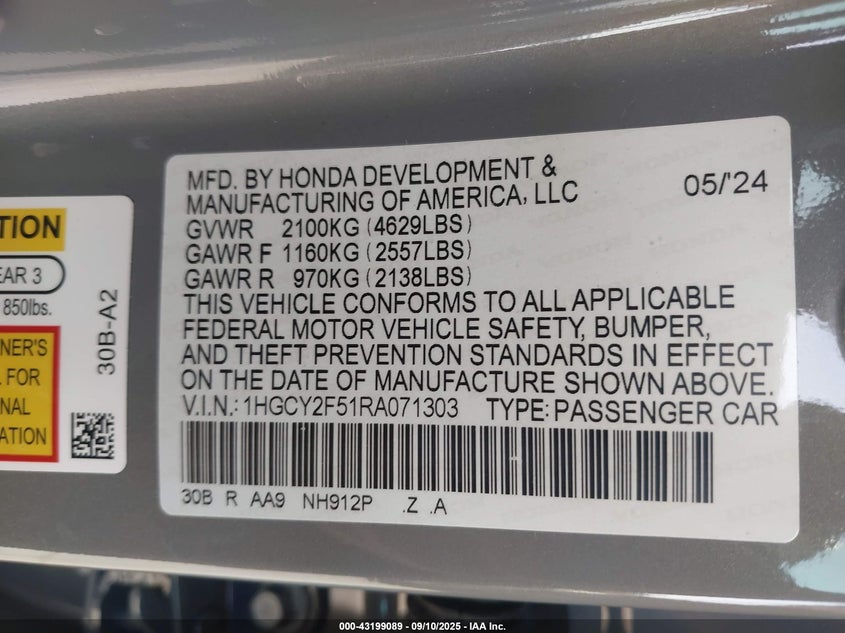 MFD. BY HONDA DEVELOPMENT &
MANUFACTURING OF AMERICA, LLC
05/'24
GVWR 2100KG (4629LBS)
GAWR F 1160KG (2557LBS)
GAWR R 970KG (2138LBS)
THIS VEHICLE CONFORMS TO ALL APPLICABLE
FEDERAL MOTOR VEHICLE SAFETY, BUMPER,
AND THEFT PREVENTION STANDARDS IN EFFECT
ON THE DATE OF MANUFACTURE SHOWN ABOVE.
V.I.N.: 1HGCY2F51RA071303 TYPE: PASSENGER CAR
30B R AA9 NH912P .Z .A
TION
EAR 3
850lbs.
NER'S
L FOR
NAL
ATION
30B-A2
000-43199089 - 09/10/2025 - IAA Inc.